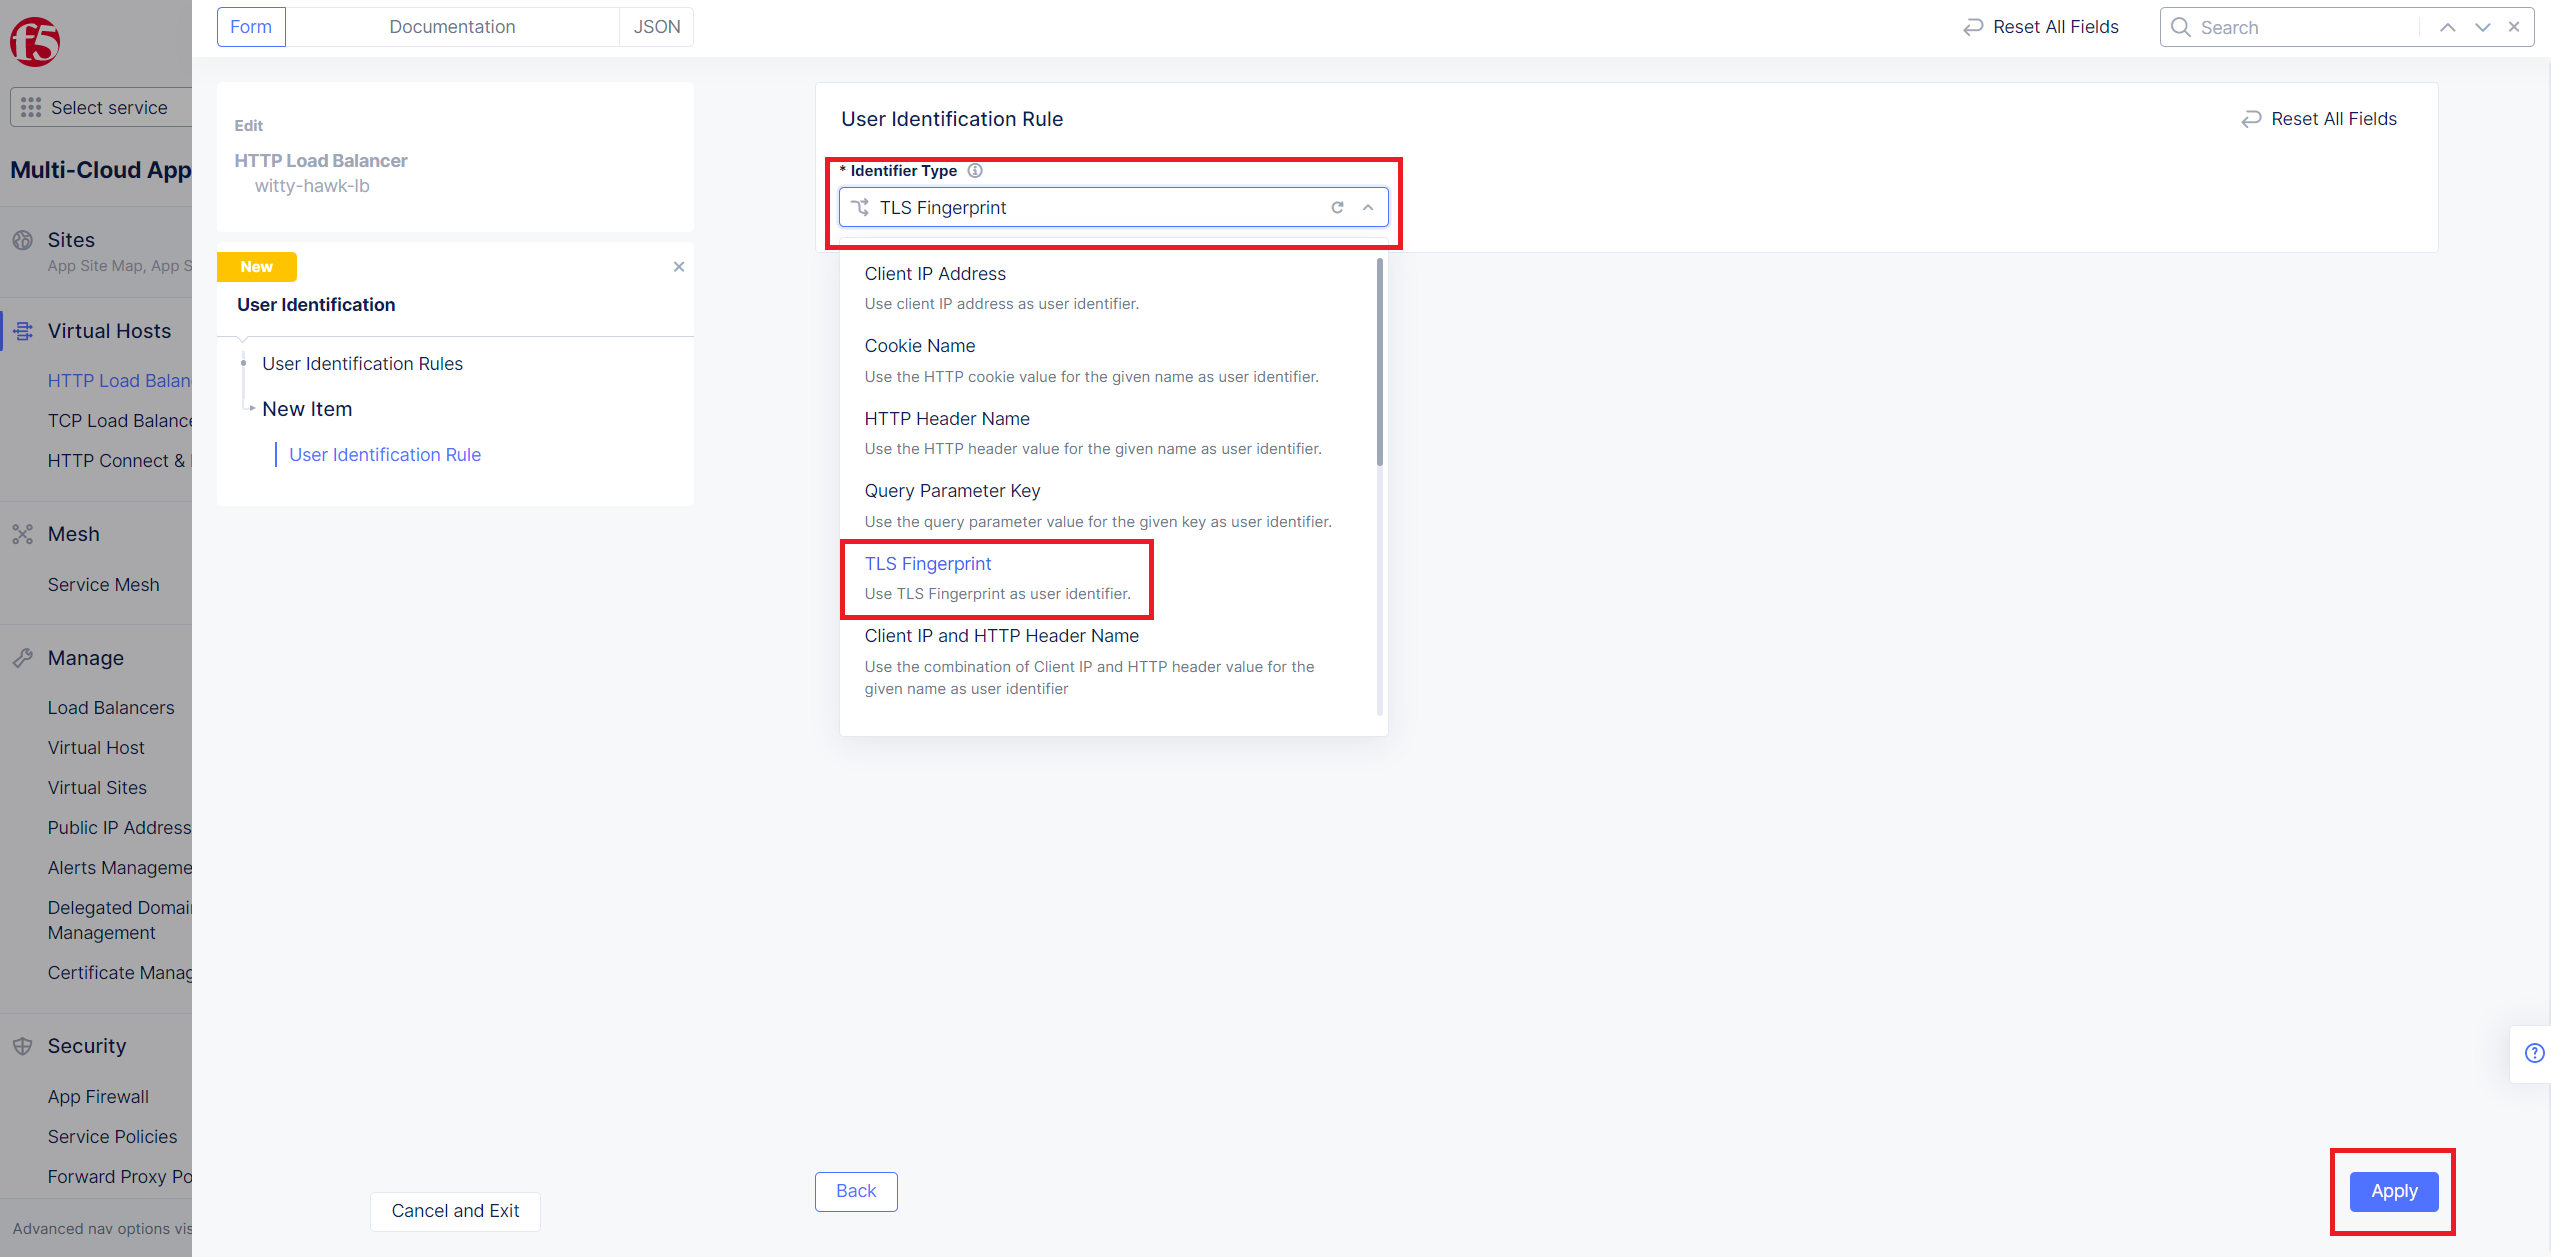 f5
Select service
Multi-Cloud App
Sites
App Site Map, App S
Virtual Hosts
HTTP Load Balan
TCP Load Balance
HTTP Connect &
Mesh
Service Mesh
Manage
Load Balancers
Virtual Host
Virtual Sites
Public IP Address
Alerts Manageme
Delegated Domai
Management
Certificate Manag
Security
App Firewall
Service Policies
Forward Proxy Po
Advanced nav options vis
Form
Documentation
JSON
Reset All Fields
Search
Edit
HTTP Load Balancer
witty-hawk-lb
New
User Identification
User Identification Rules
New Item
User Identification Rule
Cancel and Exit
User Identification Rule
Reset All Fields
* Identifier Type
TLS Fingerprint
Client IP Address
Use client IP address as user identifier.
Cookie Name
Use the HTTP cookie value for the given name as user identifier.
HTTP Header Name
Use the HTTP header value for the given name as user identifier.
Query Parameter Key
Use the query parameter value for the given key as user identifier.
TLS Fingerprint
Use TLS Fingerprint as user identifier.
Client IP and HTTP Header Name
Use the combination of Client IP and HTTP header value for the
given name as user identifier
Back
Apply